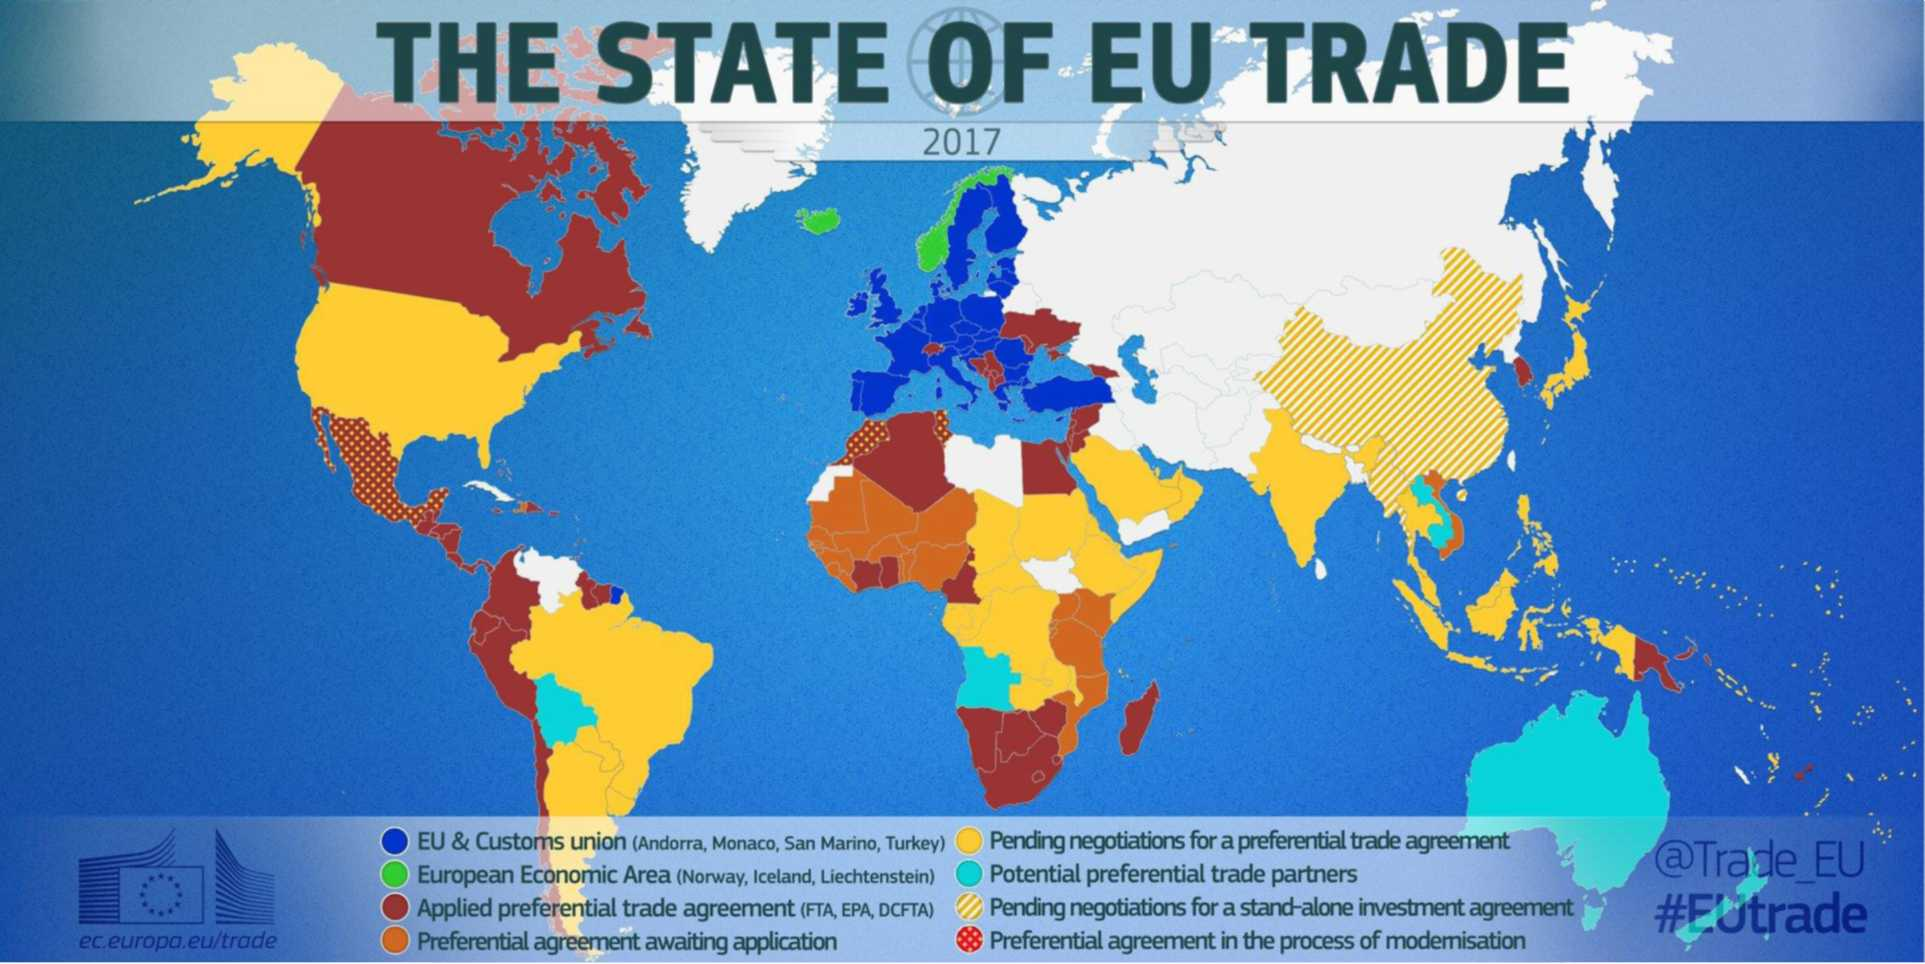 THE STATE OF EU TRADE
2017
EU & Customs union (Andorra, Monaco, San Marino, Turkey)
European Economic Area (Norway, Iceland, Liechtenstein)
Applied preferential trade agreement (FTA, EPA, DCFTA)
Preferential agreement awaiting application
Pending negotiations for a preferential trade agreement
Potential preferential trade partners
Pending negotiations for a stand-alone investment agreement
Preferential agreement in the process of modernisation
ec.europa.eu/trade
@Trade_EU
#EUtrade